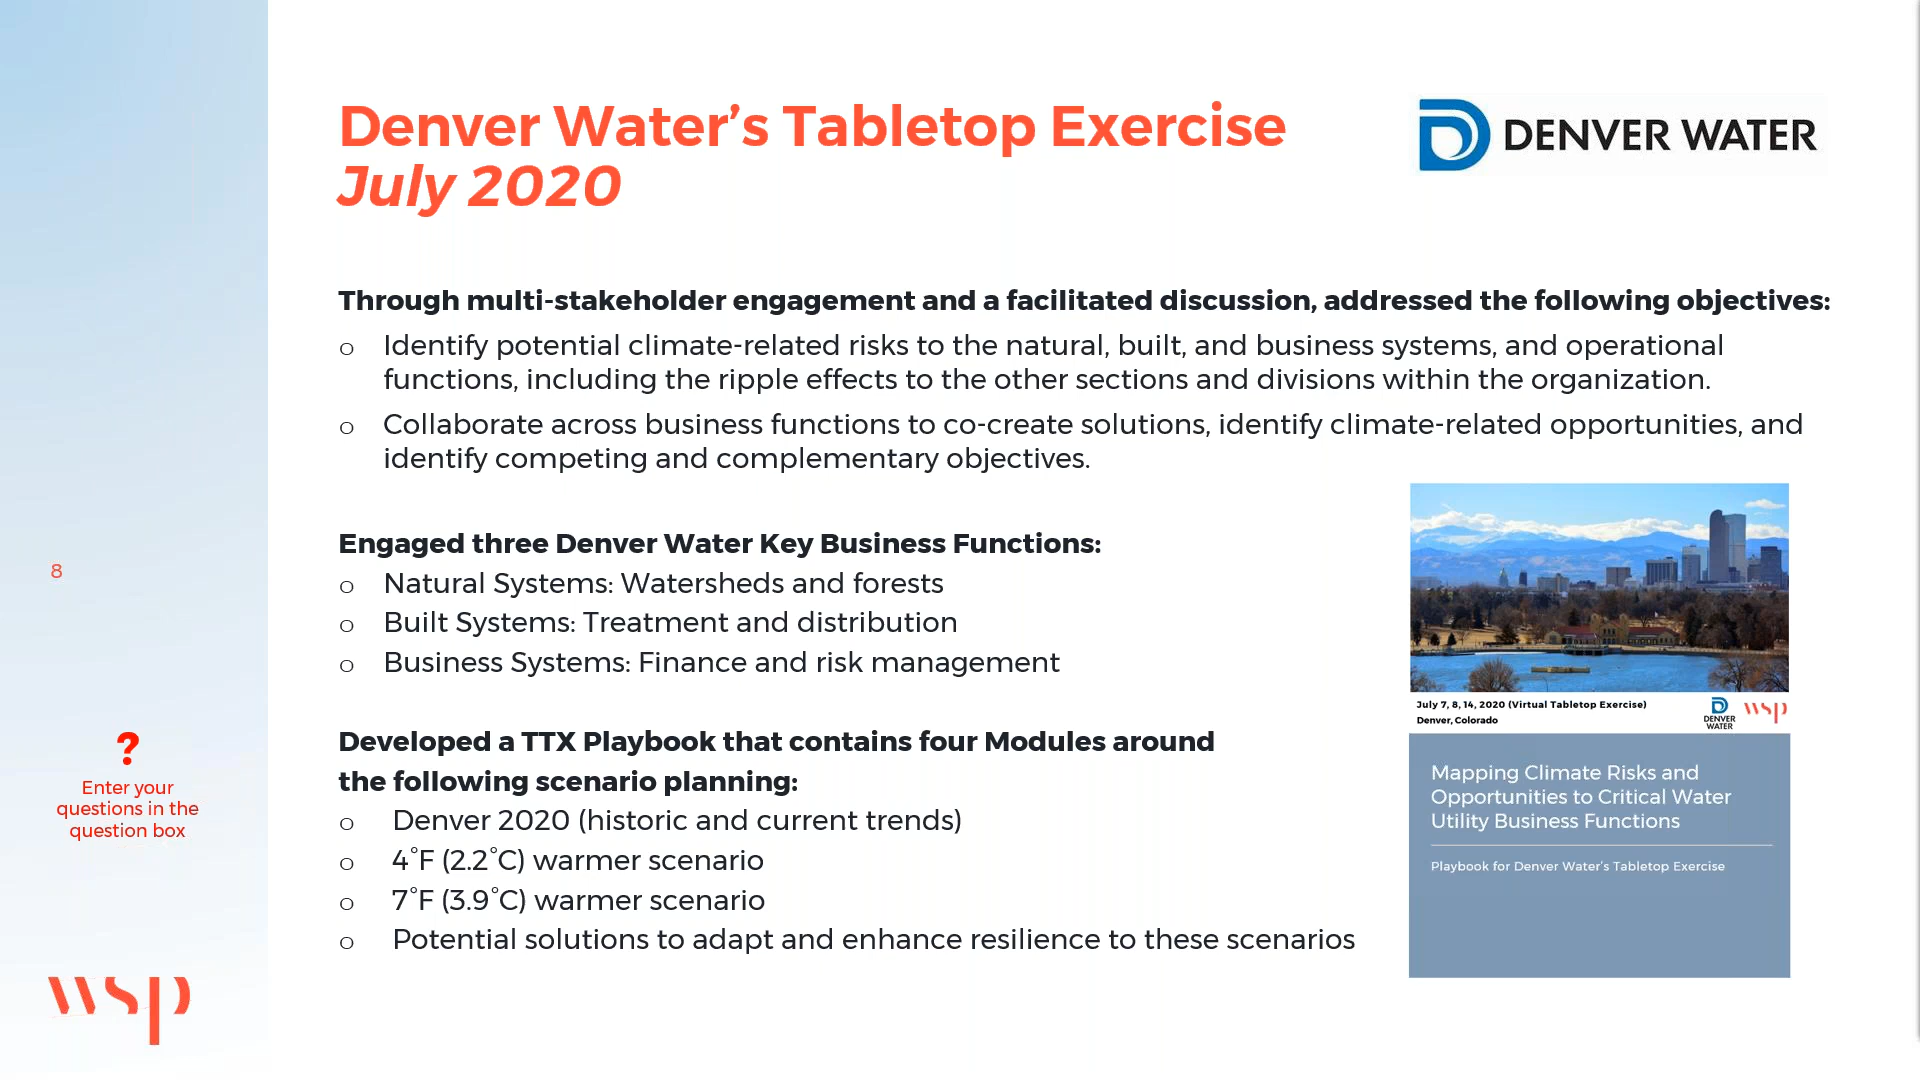 Denver Water's Tabletop Exercise
July 2020
DENVER WATER
Through multi-stakeholder engagement and a facilitated discussion, addressed the following objectives:
o Identify potential climate-related risks to the natural, built, and business systems, and operational
functions, including the ripple effects to the other sections and divisions within the organization.
o Collaborate across business functions to co-create solutions, identify climate-related opportunities, and
identify competing and complementary objectives.
Engaged three Denver Water Key Business Functions:
o Natural Systems: Watersheds and forests
o Built Systems: Treatment and distribution
o Business Systems: Finance and risk management
Developed a TTX Playbook that contains four Modules around
the following scenario planning:
o Denver 2020 (historic and current trends)
o 4°F (2.2°C) warmer scenario
o 7°F (3.9°C) warmer scenario
o Potential solutions to adapt and enhance resilience to these scenarios
July 7, 8, 14, 2020 (Virtual Tabletop Exercise)
Denver, Colorado
DENVER
WATER
wsp
Mapping Climate Risks and
Opportunities to Critical Water
Utility Business Functions
Playbook for Denver Water's Tabletop Exercise
8
?
Enter your
questions in the
question box
wsp